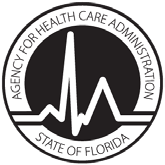 AGENCY FOR HEALTH CARE ADMINISTRATION
STATE OF FLORIDA